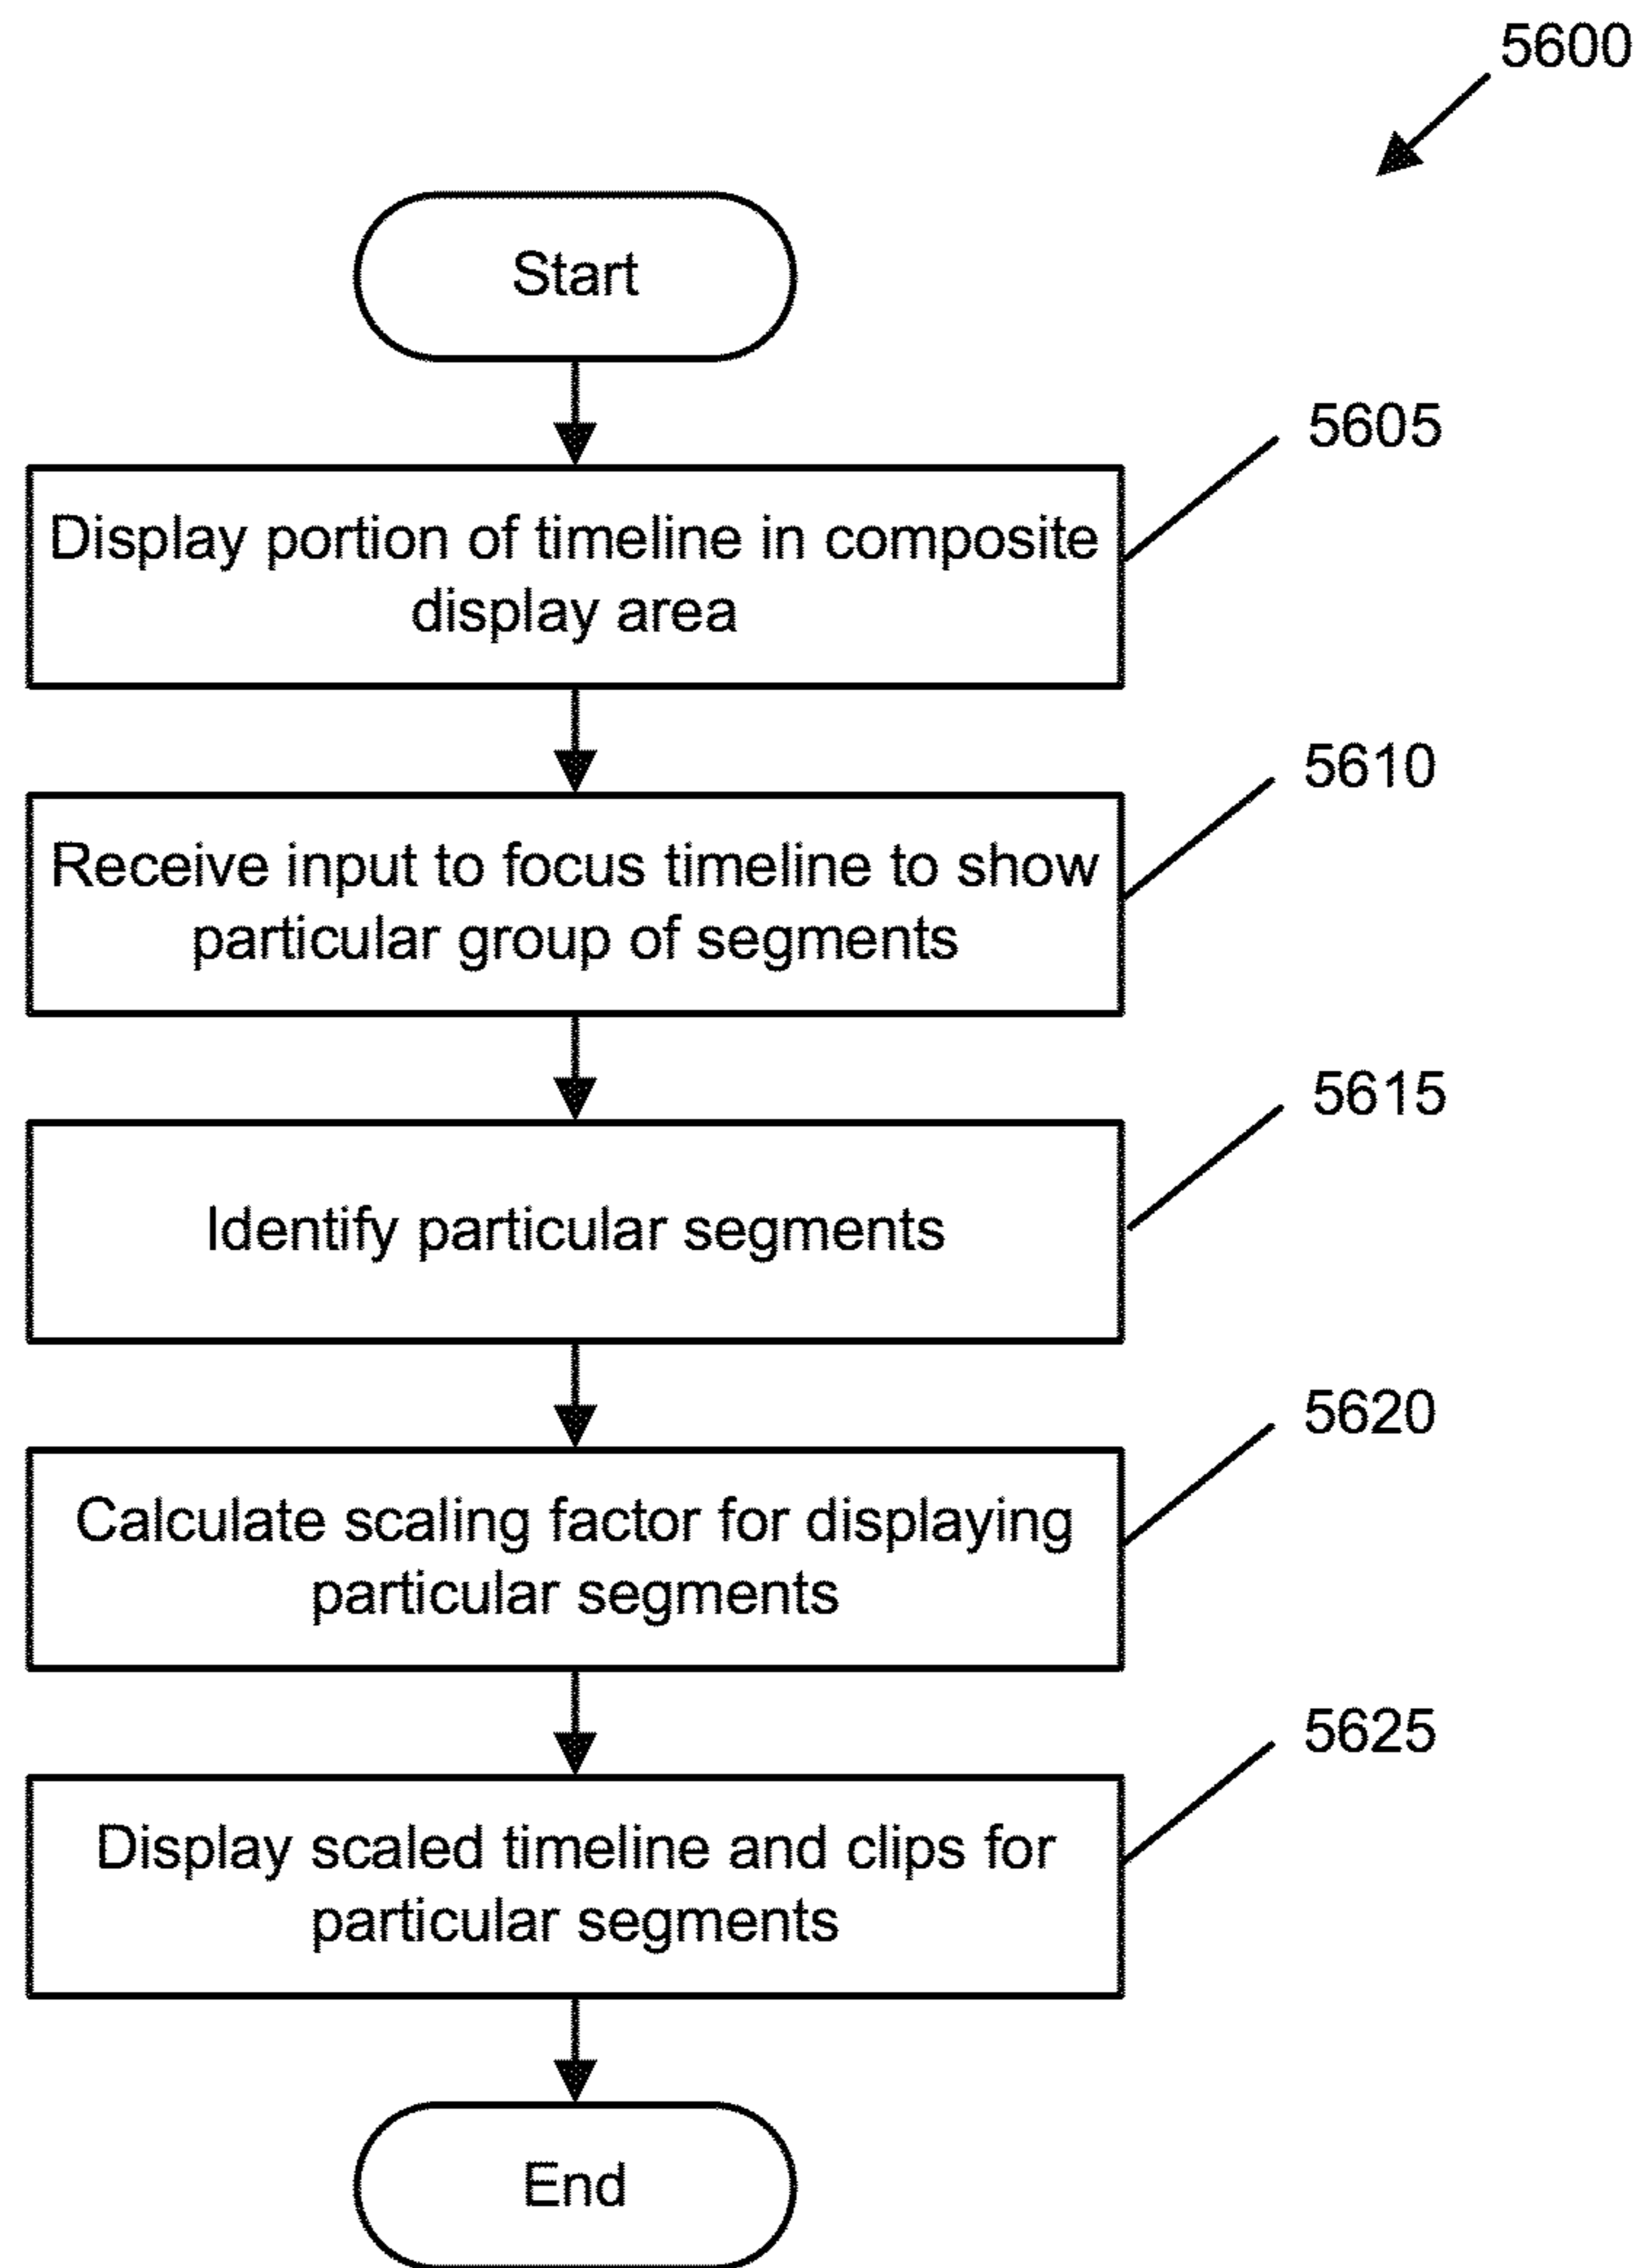 5600
Start
5605
Display portion of timeline in composite
display area
5610
Receive input to focus timeline to show
particular group of segments
5615
Identify particular segments
5620
Calculate scaling factor for displaying
particular segments
5625
Display scaled timeline and clips for
particular segments
End